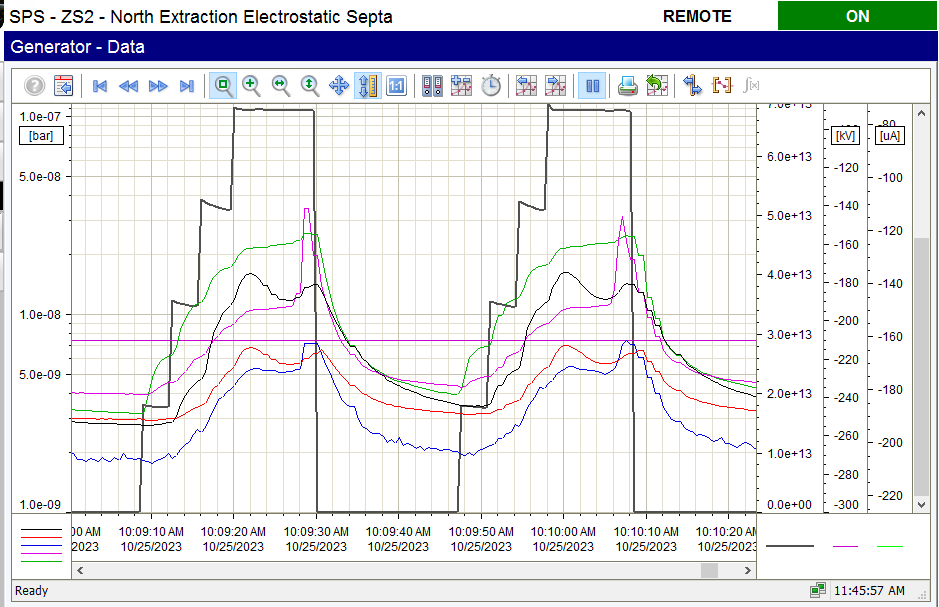 SPS - ZS2 - North Extraction Electrostatic Septa
REMOTE
ON
Generator - Data
1.0e-07
[bar]
5.0e-08
1.0e-08
5.0e-09
1.0e-09
7.0e+13
6.0e+13
5.0e+13
4.0e+13
3.0e+13
2.0e+13
1.0e+13
0.0e+00
[kV]
-120
-140
-160
-180
-200
-220
-240
-260
-280
-300
-80
[uA]
-100
-120
-140
-160
-180
-200
-220
00 AM 10:09:10 AM 10:09:20 AM 10:09:30 AM 10:09:40 AM 10:09:50 AM 10:10:00 AM 10:10:10 AM 10:10:20 AM
2023 10/25/2023 10/25/2023 10/25/2023 10/25/2023 10/25/2023 10/25/2023 10/25/2023 10/25/2023
Ready
11:45:57 AM